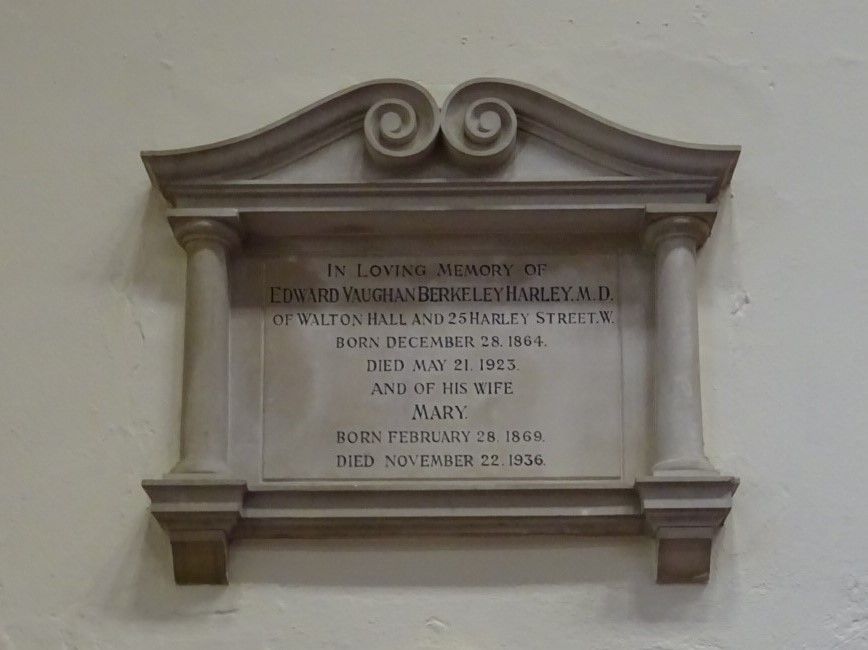 IN LOVING MEMORY OF
EDWARD VAUGHAN BERKELEY HARLEY. M. D.
OF WALTON HALL AND 25 HARLEY STREET. W.
BORN DECEMBER 28. 1864.
DIED MAY 21. 1923.
AND OF HIS WIFE
MARY.
BORN FEBRUARY 28. 1869.
DIED NOVEMBER 22. 1936.